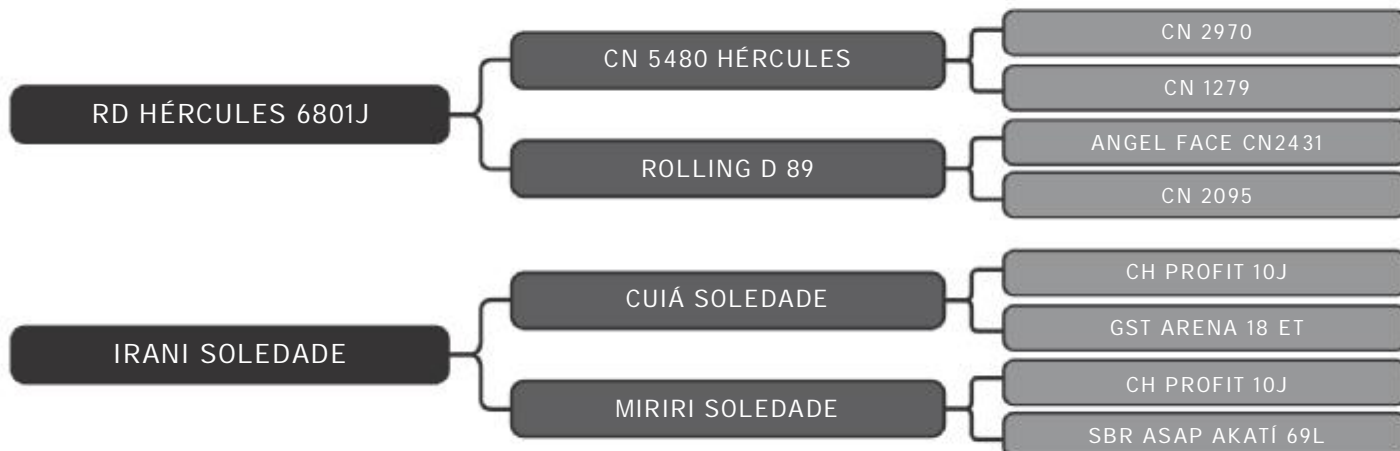 RD HÉRCULES 6801J
CN 5480 HÉRCULES
CN 2970
CN 1279
ROLLING D 89
ANGEL FACE CN2431
CN 2095
IRANI SOLEDADE
CUIÁ SOLEDADE
CH PROFIT 10J
GST ARENA 18 ET
MIRIRI SOLEDADE
CH PROFIT 10J
SBR ASAP AKATÍ 69L